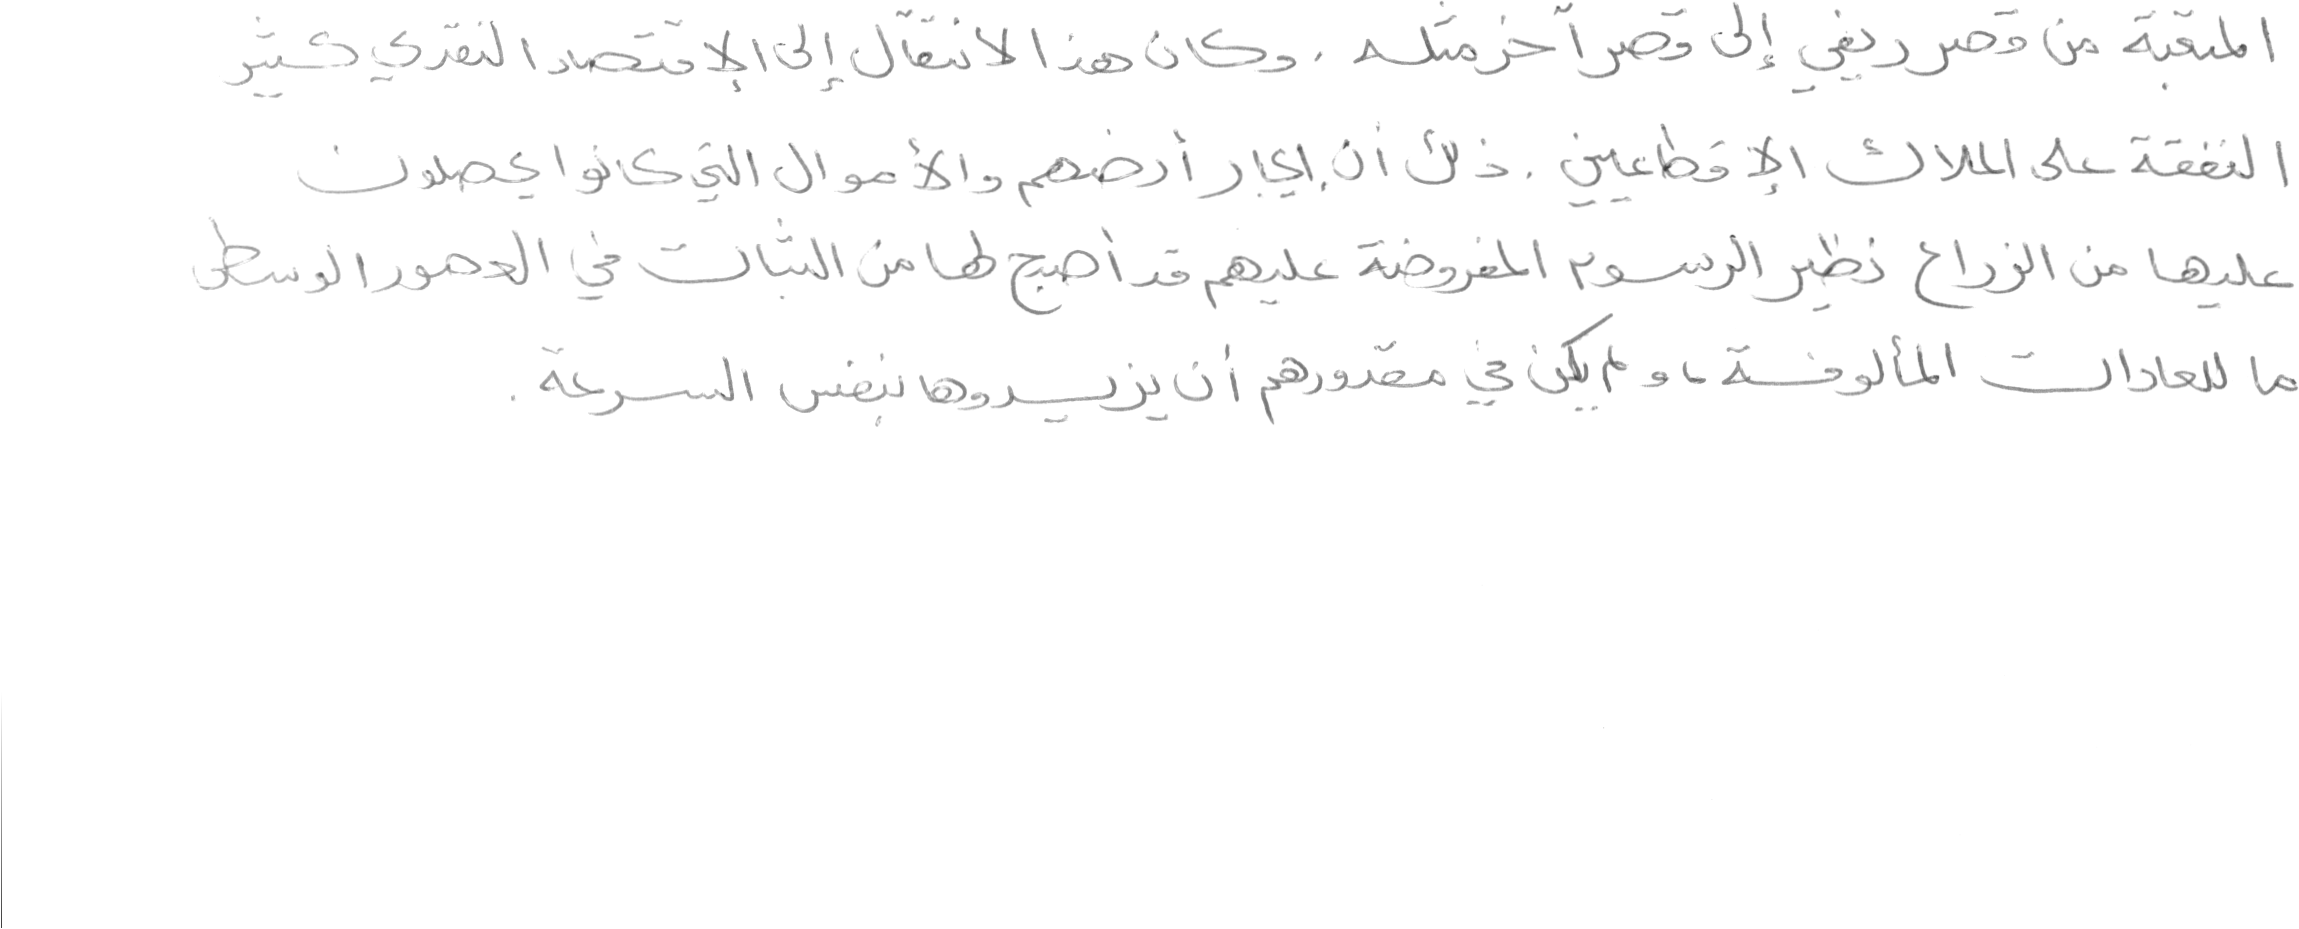 المتعبة من قصر ريفي إلى قصر آخر مثله . وكان هذا الانتقال إلى الإقتصاد النقدي كثير
النفقة على الملاك الإقطاعيين . ذلك أن إيجار أرضهم والأموال التي كانوا يحصلون
عليها من الزراع نظير الرسوم المفروضة عليهم قد أصبح لها من الثبات في العصور الوسطى
ما للعادات المألوفة ، و لم يكن في مقدورهم أن يزيدوها بنفس السرعة .